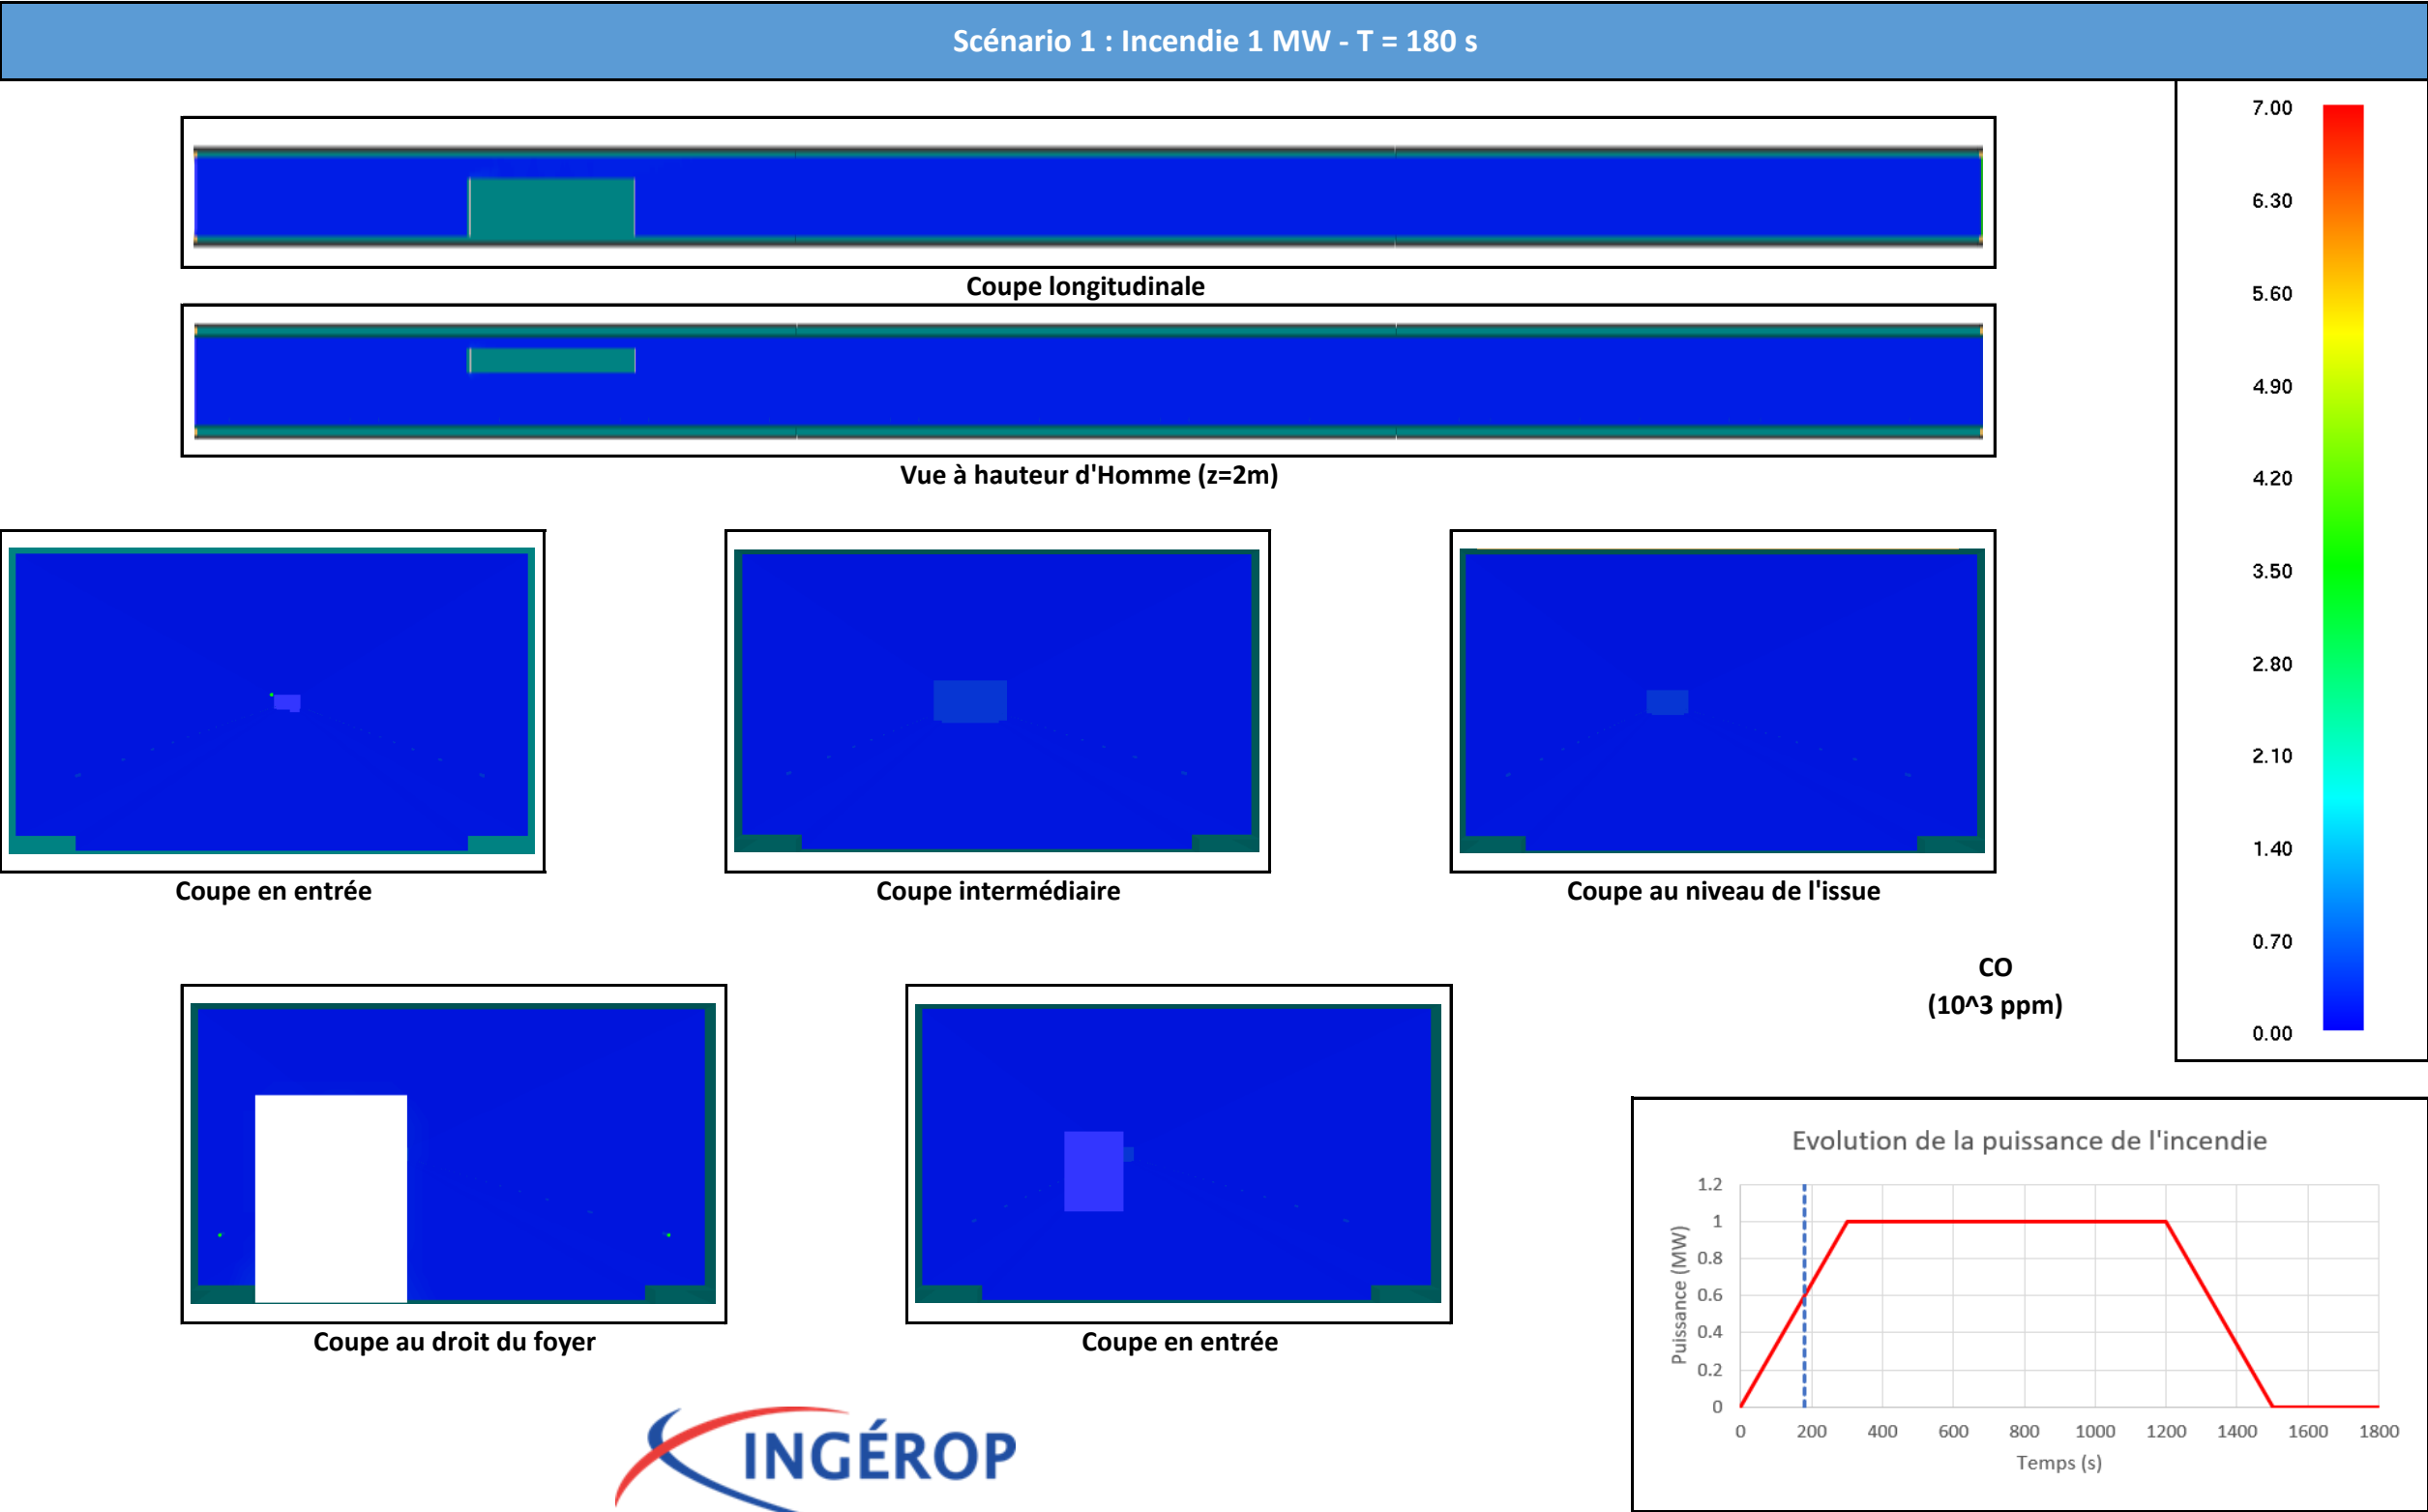 Scénario 1 : Incendie 1 MW - T = 180 s
7.00
6.30
5.60
4.90
4.20
3.50
2.80
2.10
1.40
0.70
0.00
Coupe longitudinale
Vue à hauteur d'Homme (z=2m)
Coupe en entrée
Coupe intermédiaire
Coupe au niveau de l'issue
CO
(10^3 ppm)
Coupe au droit du foyer
Coupe en entrée
Evolution de la puissance de l'incendie
Puissance (MW)
1.2
1
0.8
0.6
0.4
0.2
0
0 200 400 600 800 1000 1200 1400 1600 1800
Temps (s)
INGÉROP